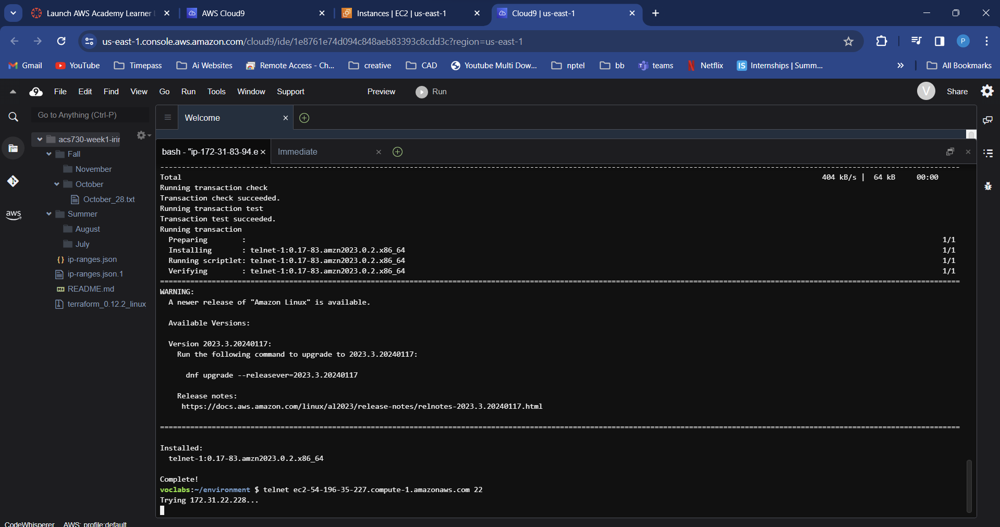 Launch AWS Academy Learner
AWS Cloud9
Instances | EC2 | us-east-1
Cloud9 | us-east-1
us-east-1.console.aws.amazon.com/cloud9/ide/1e8761e74d094c848aeb83393c8cdd3c?region=us-east-1
P
Gmail
YouTube
Timepass
Ai Websites
Remote Access - Ch...
creative
CAD
Youtube Multi Dow...
nptel
bb
teams
Netflix
IS
Internships | Summ...
All Bookmarks
9
File
Edit
Find
View
Go
Run
Tools
Window
Support
Preview
Run
V
Share
Go to Anything (Ctrl-P)
Welcome
acs730-week1-irir
Fall
November
October
October_28.txt
Summer
August
July
ip-ranges.json
ip-ranges.json.1
README.md
terraform_0.12.2_linux
aws
bash - "ip-172-31-83-94.e
Immediate
Total 404 kB/s | 64 kB 00:00
Running transaction check
Transaction check succeeded.
Running transaction test
Transaction test succeeded.
Running transaction
Preparing : 1/1
Installing : telnet-1:0.17-83.amzn2023.0.2.x86_64 1/1
Running scriptlet: telnet-1:0.17-83.amzn2023.0.2.x86_64 1/1
Verifying : telnet-1:0.17-83.amzn2023.0.2.x86_64 1/1
WARNING:
A newer release of "Amazon Linux" is available.
Available Versions:
Version 2023.3.20240117:
Run the following command to upgrade to 2023.3.20240117:
dnf upgrade --releasever=2023.3.20240117
Release notes:
https://docs.aws.amazon.com/linux/al2023/release-notes/relnotes-2023.3.20240117.html
Installed:
telnet-1:0.17-83.amzn2023.0.2.x86_64
Complete!
voclabs:~/environment $ telnet ec2-54-196-35-227.compute-1.amazonaws.com 22
Trying 172.31.22.228...
CodeWhisperer AWS: profile:default